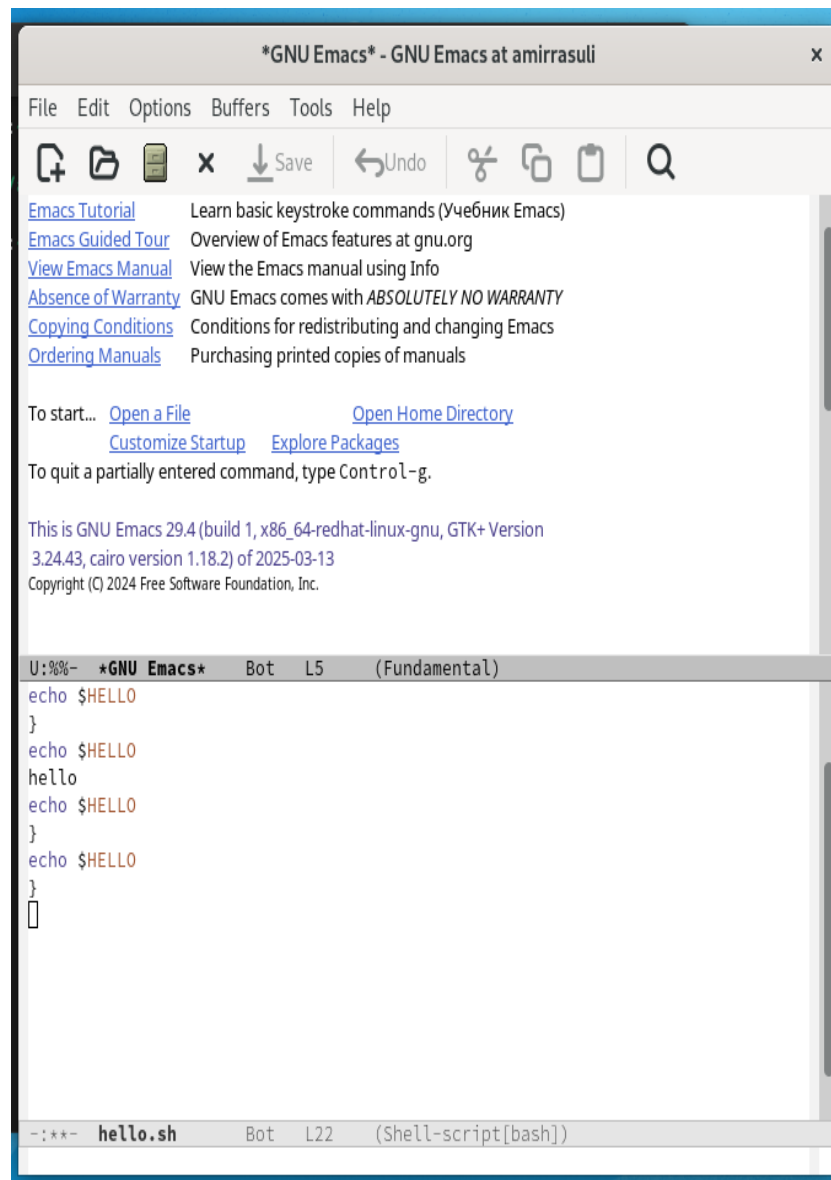 *GNU Emacs* - GNU Emacs at amirrasuli
File Edit Options Buffers Tools Help
Save Undo
Emacs Tutorial Learn basic keystroke commands (Учебник Emacs)
Emacs Guided Tour Overview of Emacs features at gnu.org
View Emacs Manual View the Emacs manual using Info
Absence of Warranty GNU Emacs comes with ABSOLUTELY NO WARRANTY
Copying Conditions Conditions for redistributing and changing Emacs
Ordering Manuals Purchasing printed copies of manuals
To start... Open a File Open Home Directory
Customize Startup Explore Packages
To quit a partially entered command, type Control-g.
This is GNU Emacs 29.4 (build 1, x86_64-redhat-linux-gnu, GTK+ Version
3.24.43, cairo version 1.18.2) of 2025-03-13
Copyright (C) 2024 Free Software Foundation, Inc.
U:%%- *GNU Emacs* Bot L5 (Fundamental)
echo $HELLO
}
echo $HELLO
hello
echo $HELLO
}
echo $HELLO
}
-:**- hello.sh Bot L22 (Shell-script[bash])